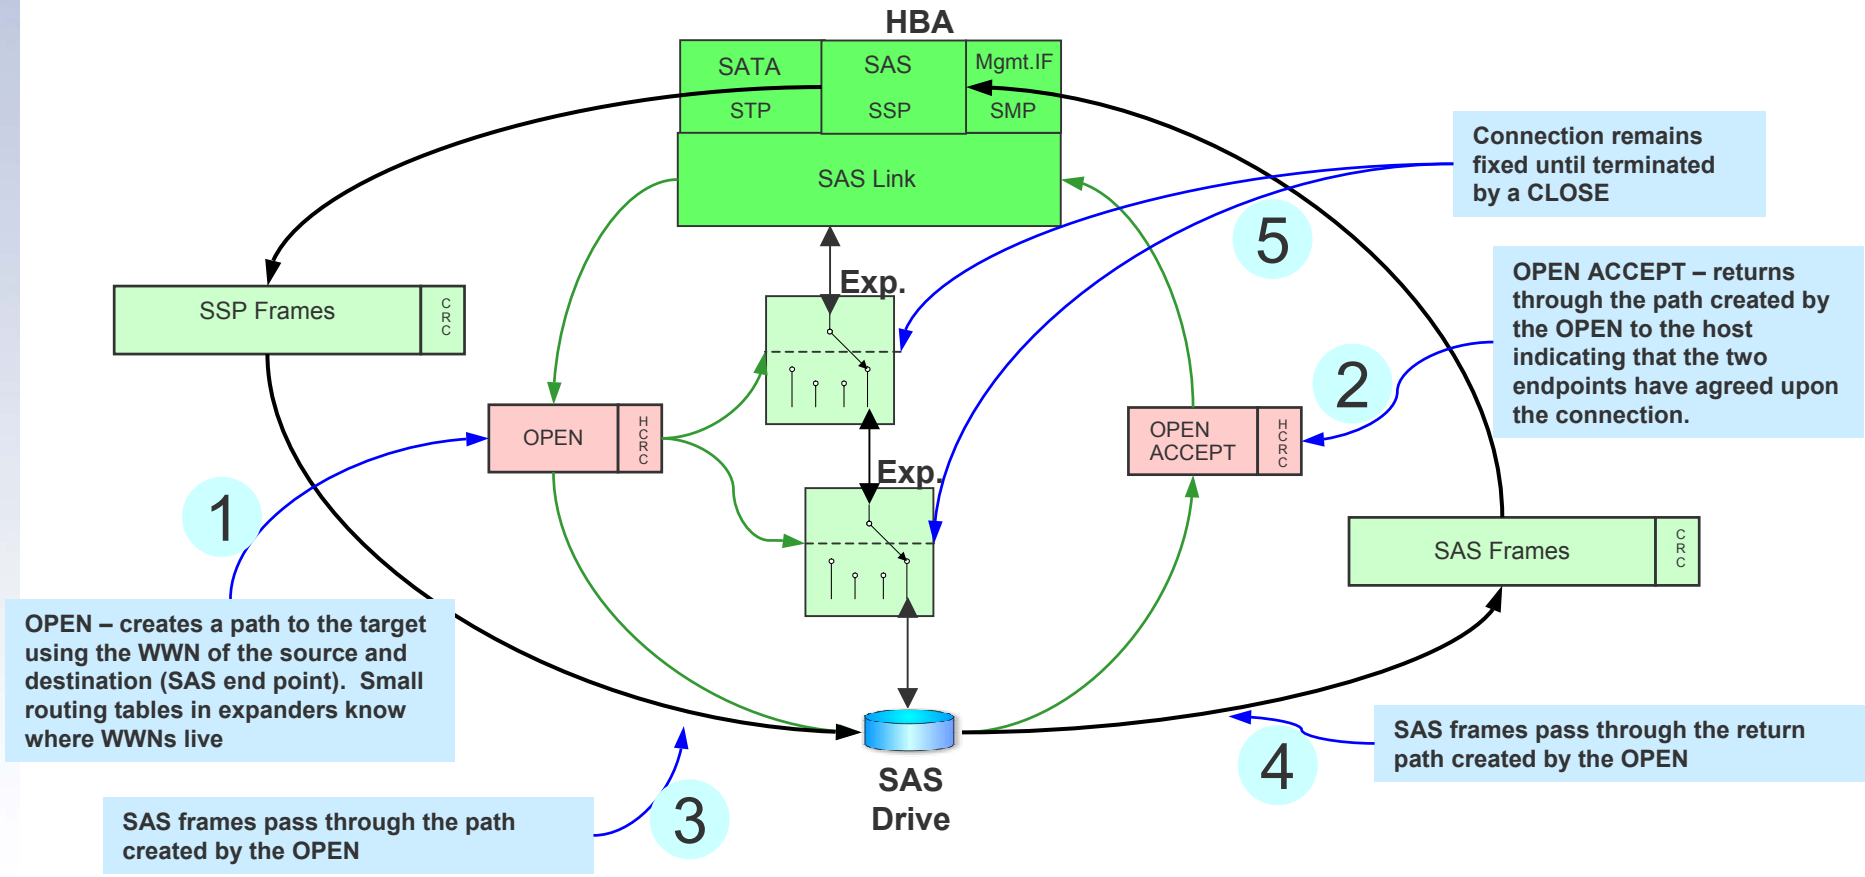 HBA
SATA
SAS
Mgmt.IF
STP
SSP
SMP
SAS Link
Connection remains
fixed until terminated
by a CLOSE
5
Exp.
SSP Frames
CRC
OPEN ACCEPT – returns
through the path created by
the OPEN to the host
indicating that the two
endpoints have agreed upon
the connection.
2
OPEN
HCRC
OPEN
ACCEPT
HCRC
Exp.
1
SAS Frames
CRC
OPEN – creates a path to the target
using the WWN of the source and
destination (SAS end point). Small
routing tables in expanders know
where WWNs live
SAS frames pass through the return
path created by the OPEN
4
SAS
Drive
SAS frames pass through the path
created by the OPEN
3